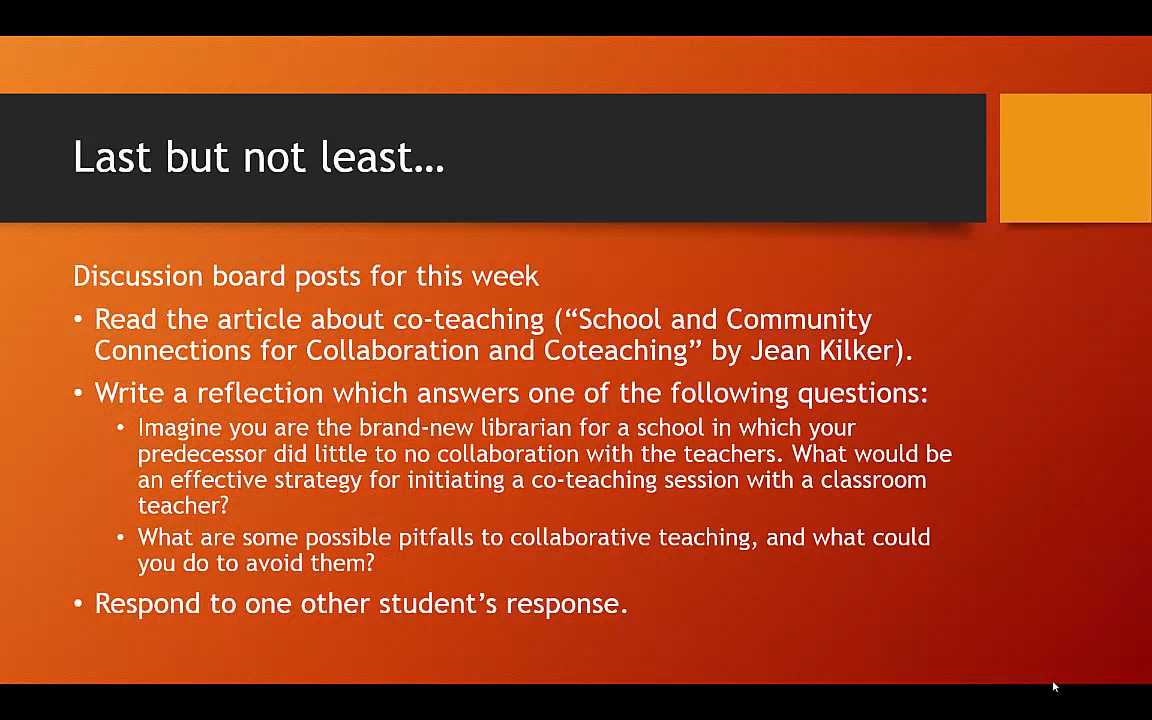 Last but not least…
Discussion board posts for this week
• Read the article about co-teaching (“School and Community
Connections for Collaboration and Coteaching” by Jean Kilker).
• Write a reflection which answers one of the following questions:
• Imagine you are the brand-new librarian for a school in which your
predecessor did little to no collaboration with the teachers. What would be
an effective strategy for initiating a co-teaching session with a classroom
teacher?
• What are some possible pitfalls to collaborative teaching, and what could
you do to avoid them?
• Respond to one other student’s response.